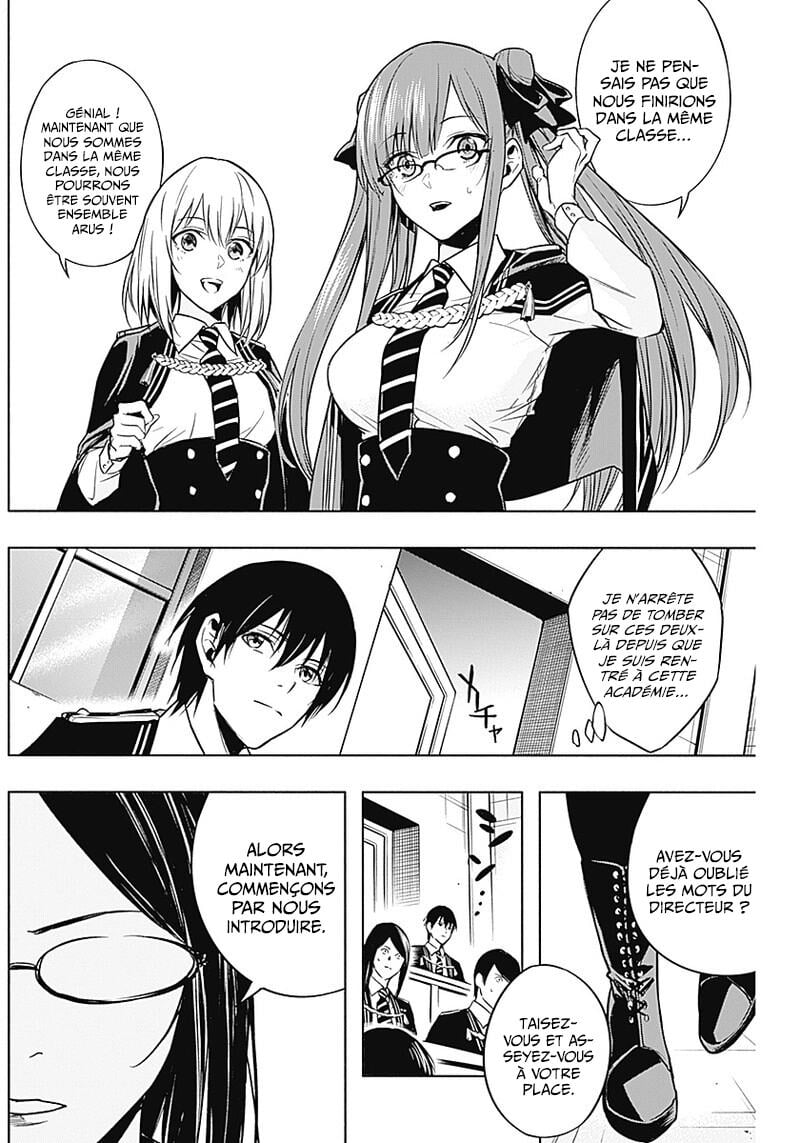 JE NE PEN-
SAIS PAS QUE
NOUS FINIRIONS
DANS LA MÊME
CLASSE...
GÉNIAL !
MAINTENANT QUE
NOUS SOMMES
DANS LA MÊME
CLASSE, NOUS
POURRONS
ÊTRE SOUVENT
ENSEMBLE
ARUS !
JE N'ARRÊTE
PAS DE TOMBER
SUR CES DEUX-
LÀ DEPUIS QUE
JE SUIS REN-
TRÉ À CETTE
ACADÉMIE...
ガチャ
AVEZ-VOUS
DÉJÀ OUBLIÉ
LES MOTS DU
DIRECTEUR ?
TAISEZ-
VOUS ET AS-
SEYEZ-VOUS
À VOTRE
PLACE.
シン...
ALORS
MAINTENANT,
COMMENÇONS
PAR NOUS
INTRODUIRE.